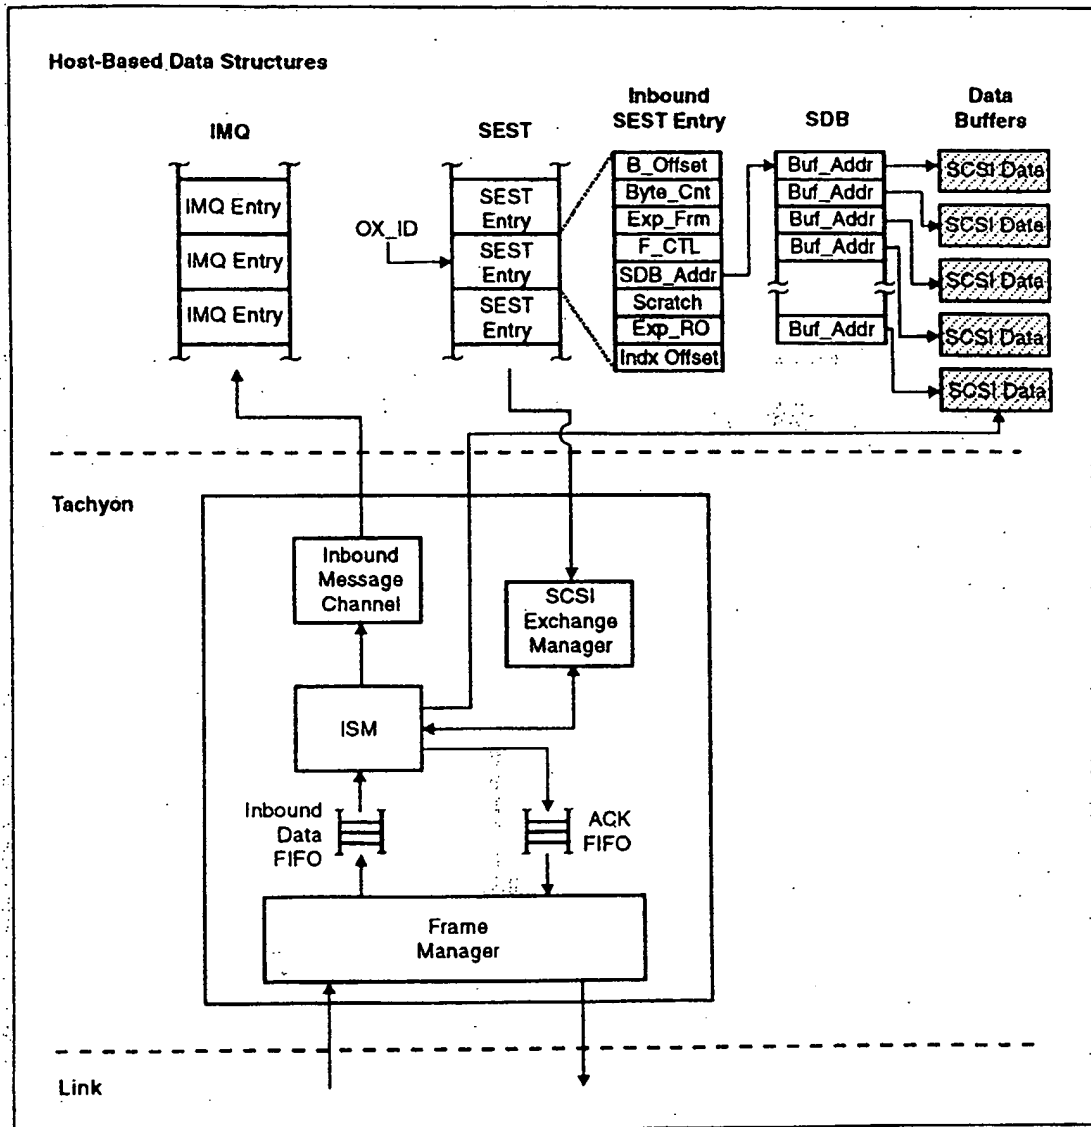 Host-Based Data Structures
IMQ
SEST
Inbound
SEST Entry
SDB
Data
Buffers
IMQ Entry
IMQ Entry
IMQ Entry
OX_ID
SEST
Entry
SEST
Entry
SEST
Entry
B_Offset
Byte_Cnt
Exp_Frm
F_CTL
SDB_Addr
Scratch
Exp_RO
Indx Offset
Buf_Addr
Buf_Addr
Buf_Addr
Buf_Addr
Buf_Addr
SCSI Data
SCSI Data
SCSI Data
SCSI Data
SCSI Data
Tachyon
Inbound
Message
Channel
SCSI
Exchange
Manager
ISM
Inbound
Data
FIFO
ACK
FIFO
Frame
Manager
Link